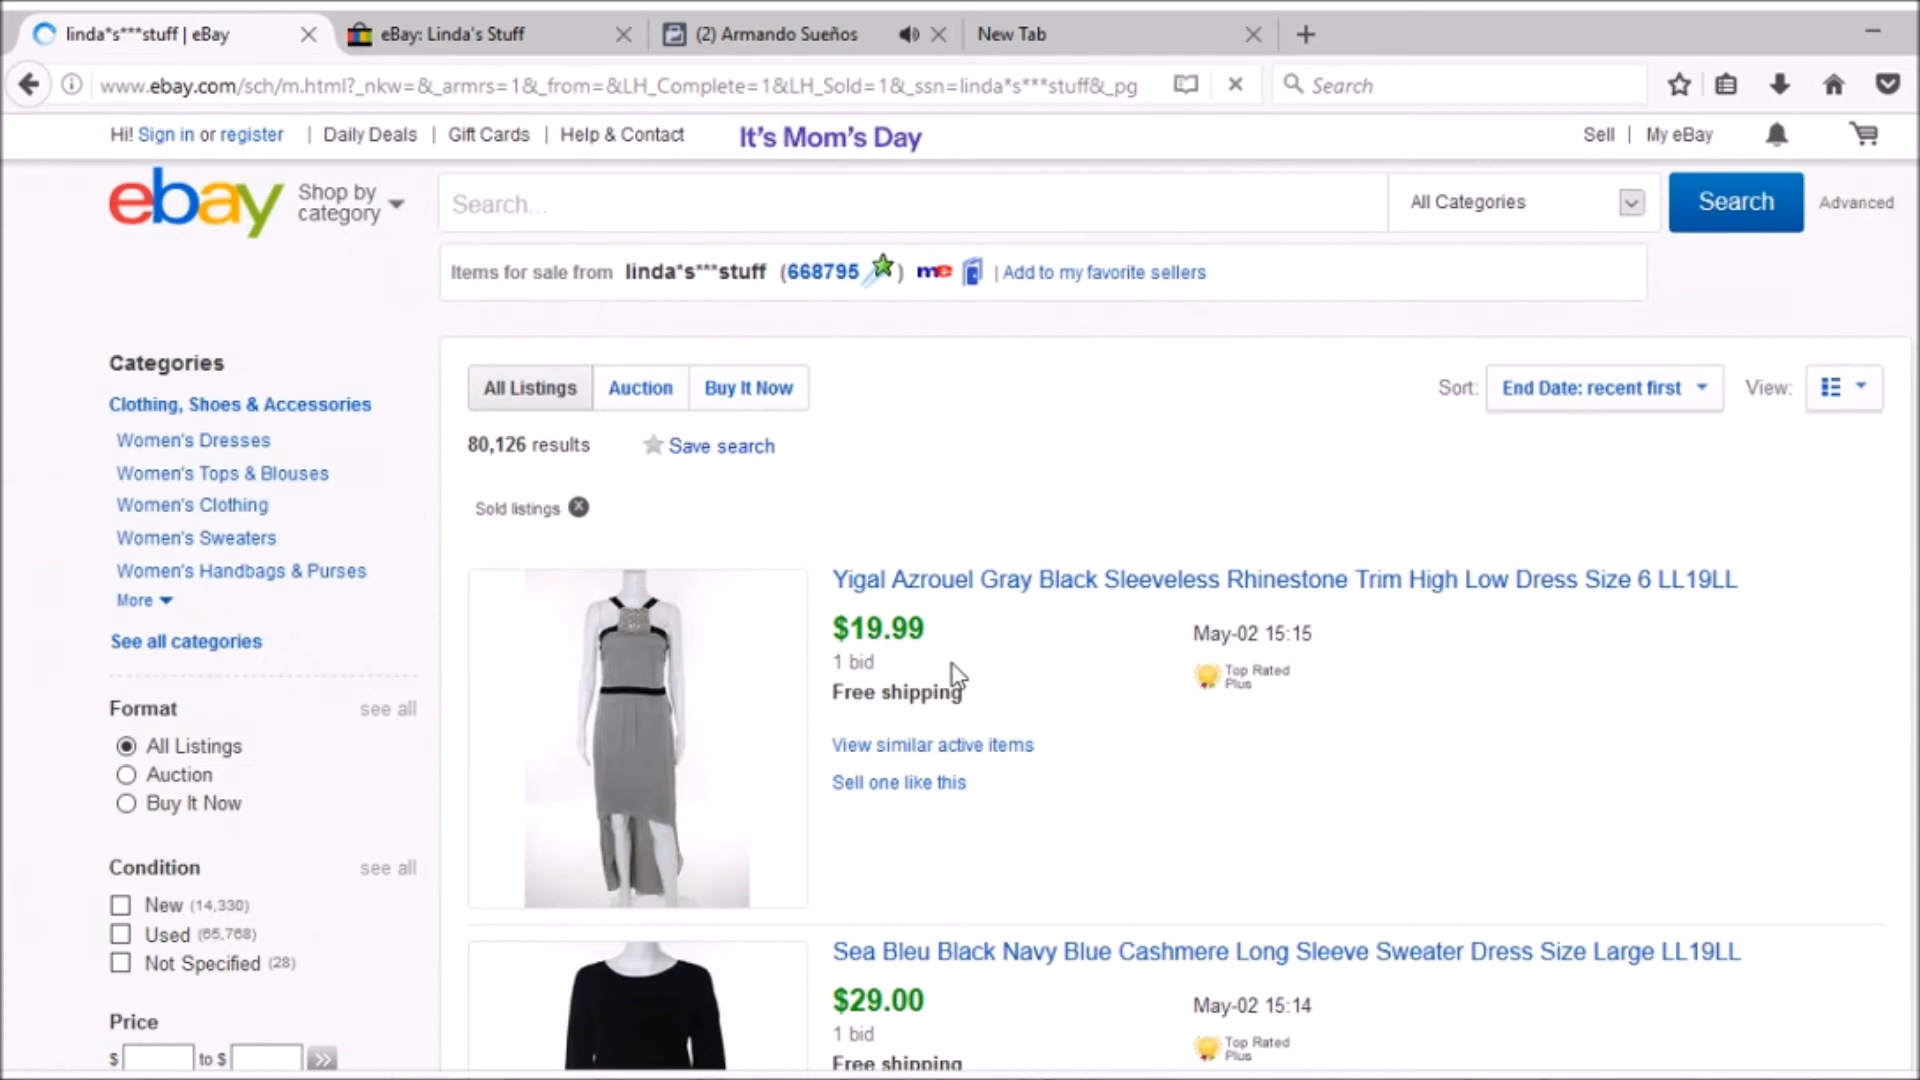 linda*s***stuff | eBay
eBay: Linda's Stuff
(2) Armando Sueños
New Tab
www.ebay.com/sch/m.html?_nkw=&_armrs=1&_from=&LH_Complete=1&LH_Sold=1&_ssn=linda*s***stuff&_pg
Search
Hi! Sign in or register | Daily Deals | Gift Cards | Help & Contact
It's Mom's Day
Sell | My eBay
ebay
Shop by
category
Search...
All Categories
Search
Advanced
Items for sale from linda*s***stuff (668795) me | Add to my favorite sellers
Categories
Clothing, Shoes & Accessories
Women's Dresses
Women's Tops & Blouses
Women's Clothing
Women's Sweaters
Women's Handbags & Purses
More
See all categories
Format see all
All Listings
Auction
Buy It Now
Condition see all
New (14,330)
Used (65,768)
Not Specified (28)
Price
$ to $
All Listings
Auction
Buy It Now
Sort: End Date: recent first
View:
80,126 results
Save search
Sold listings
Yigal Azrouel Gray Black Sleeveless Rhinestone Trim High Low Dress Size 6 LL19LL
$19.99
May-02 15:15
1 bid
Top Rated
Plus
Free shipping
View similar active items
Sell one like this
Sea Bleu Black Navy Blue Cashmere Long Sleeve Sweater Dress Size Large LL19LL
$29.00
May-02 15:14
1 bid
Top Rated
Plus
Free shipping